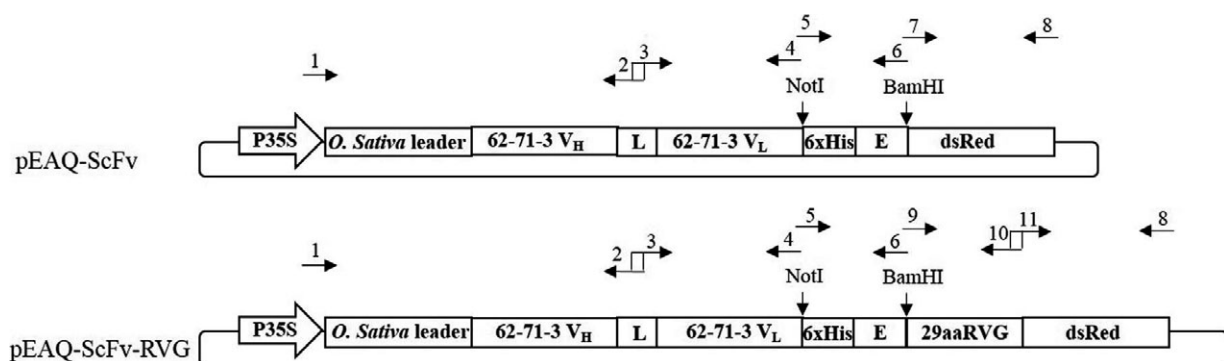 1 2 3 4 5 6 7 8
NotI BamHI
P35S O. Sativa leader 62-71-3 VH L 62-71-3 VL 6xHis E dsRed
pEAQ-ScFv
1 2 3 4 5 6 9 10 11 8
NotI BamHI
P35S O. Sativa leader 62-71-3 VH L 62-71-3 VL 6xHis E 29aaRVG dsRed
pEAQ-ScFv-RVG